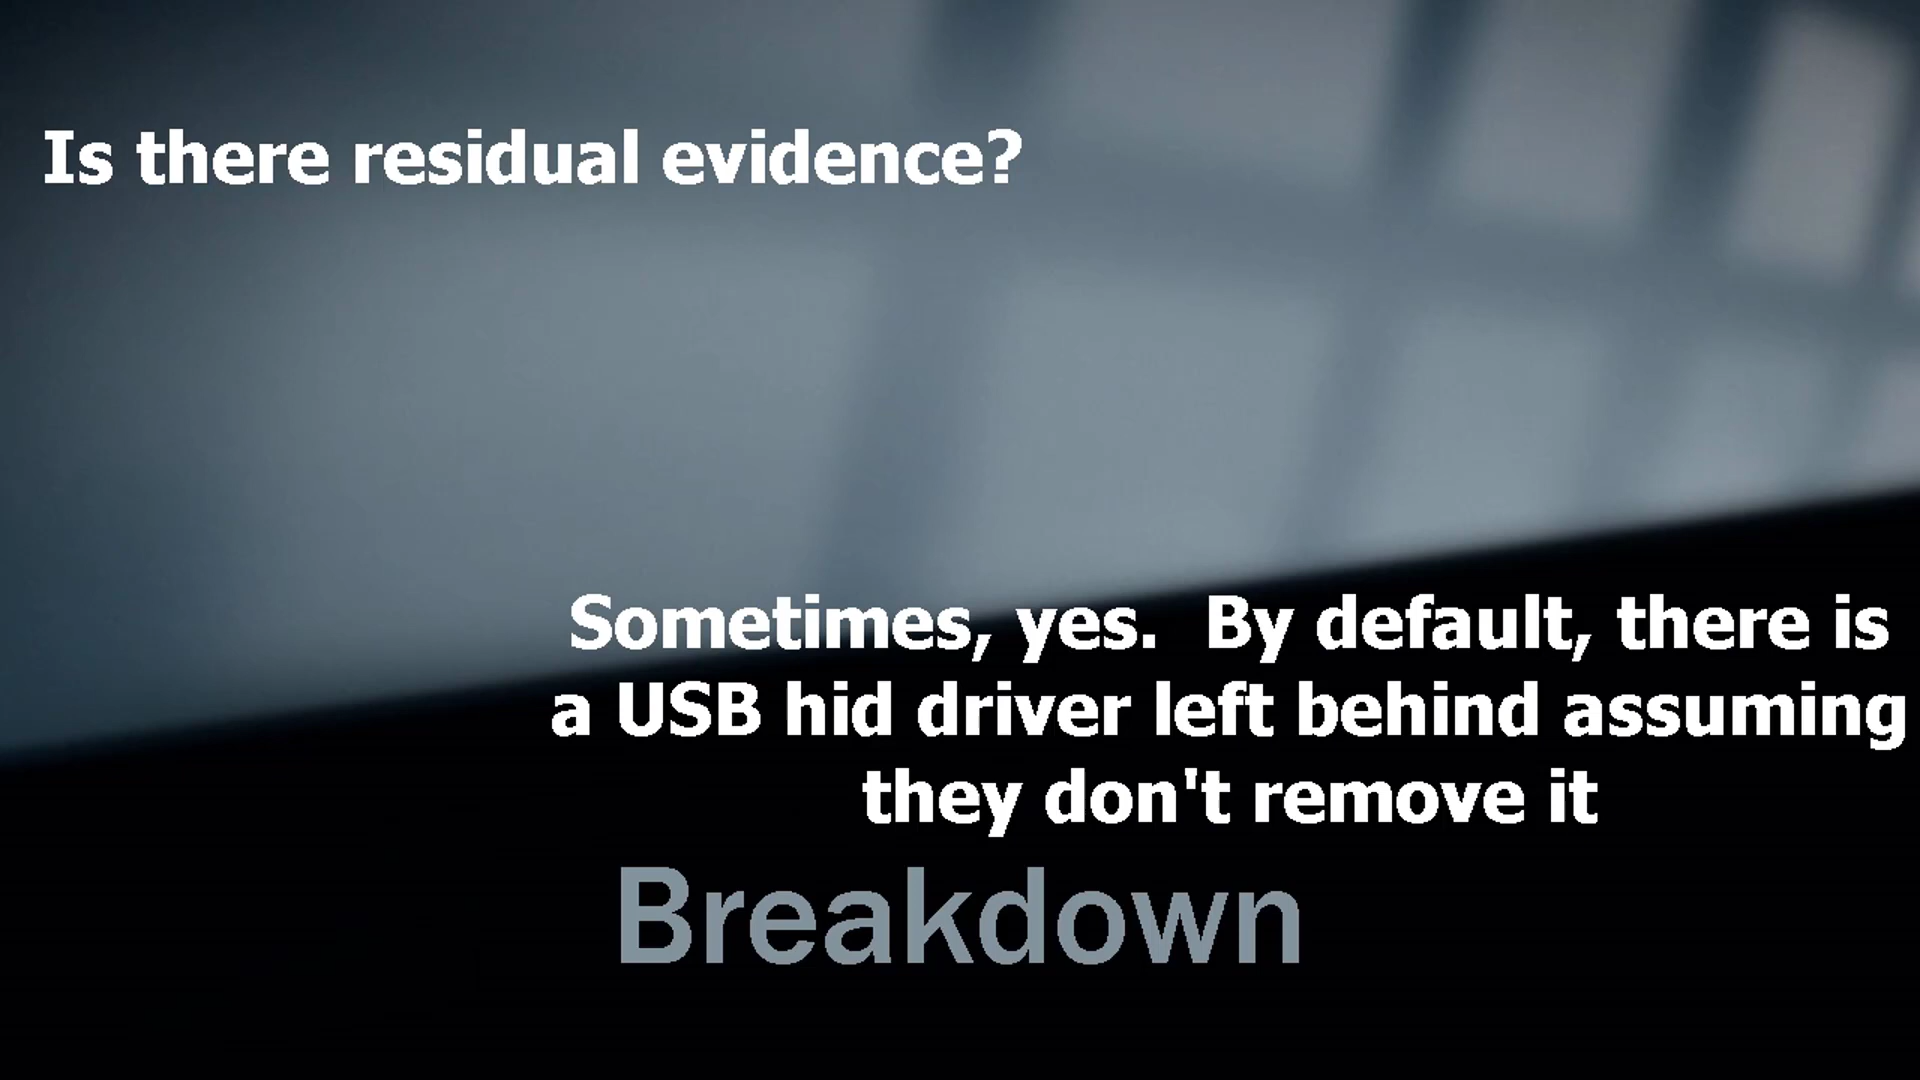 Is there residual evidence?
Sometimes, yes.  By default, there is
a USB hid driver left behind assuming
they don't remove it
Breakdown